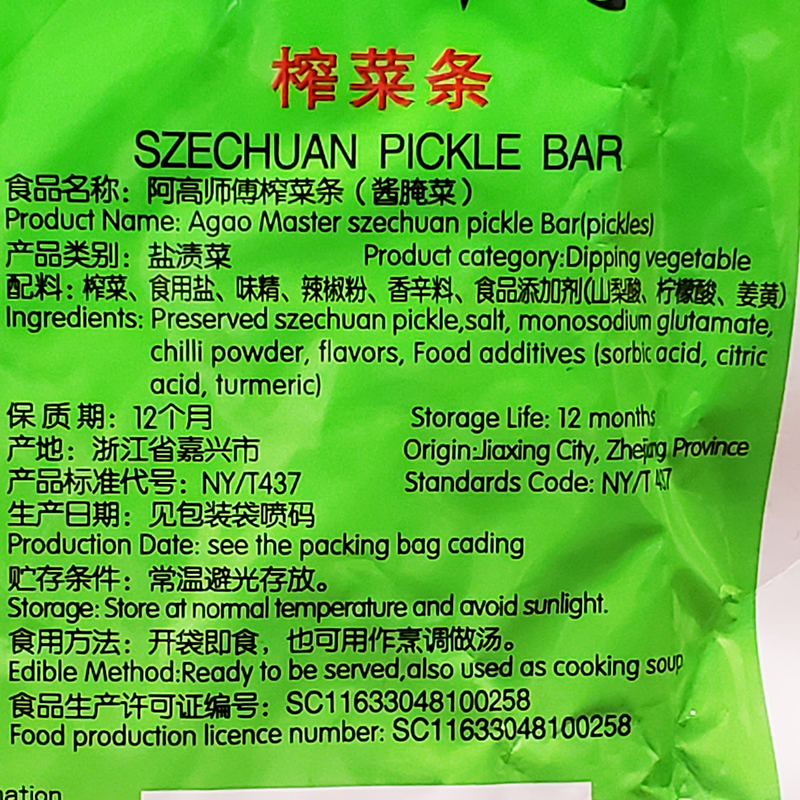 榨菜条
SZECHUAN PICKLE BAR
食品名称：阿高师傅榨菜条（酱腌菜）
Product Name: Agao Master szechuan pickle Bar(pickles)
产品类别：盐渍菜 Product category:Dipping vegetable
配料：榨菜、食用盐、味精、辣椒粉、香辛料、食品添加剂(山梨酸、柠檬酸、姜黄)
Ingredients: Preserved szechuan pickle,salt, monosodium glutamate,
chilli powder, flavors, Food additives (sorbic acid, citric
acid, turmeric)
保质期：12个月 Storage Life: 12 months
产地：浙江省嘉兴市 Origin:Jiaxing City, Zhejiang Province
产品标准代号：NY/T437 Standards Code: NY/T437
生产日期：见包装袋喷码
Production Date: see the packing bag cading
贮存条件：常温避光存放。
Storage: Store at normal temperature and avoid sunlight.
食用方法：开袋即食，也可用作烹调做汤。
Edible Method:Ready to be served,also used as cooking soup
食品生产许可证编号：SC11633048100258
Food production licence number: SC11633048100258